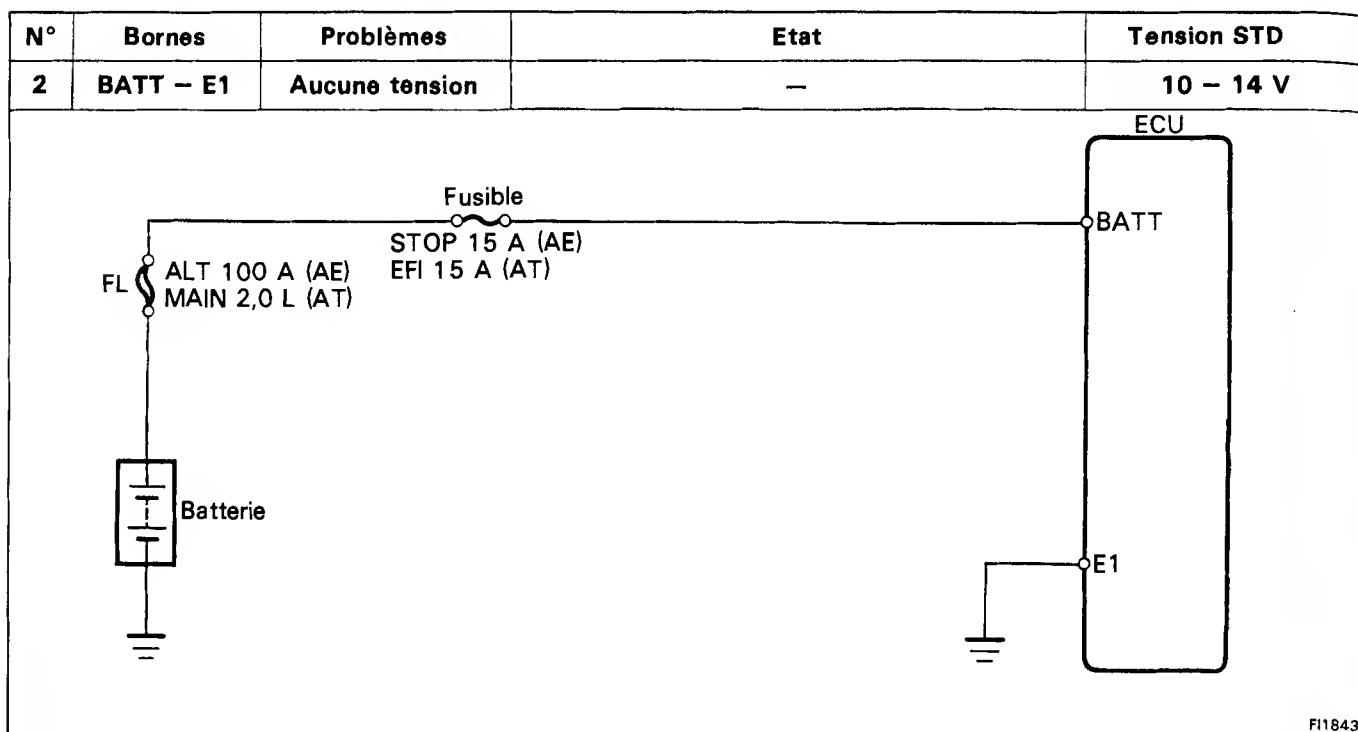 N° Bornes Problèmes Etat Tension STD
2 BATT – E1 Aucune tension — 10 – 14 V
ECU
Fusible
BATT
STOP 15 A (AE)
EFI 15 A (AT)
FL
ALT 100 A (AE)
MAIN 2,0 L (AT)
Batterie
E1
FI1843